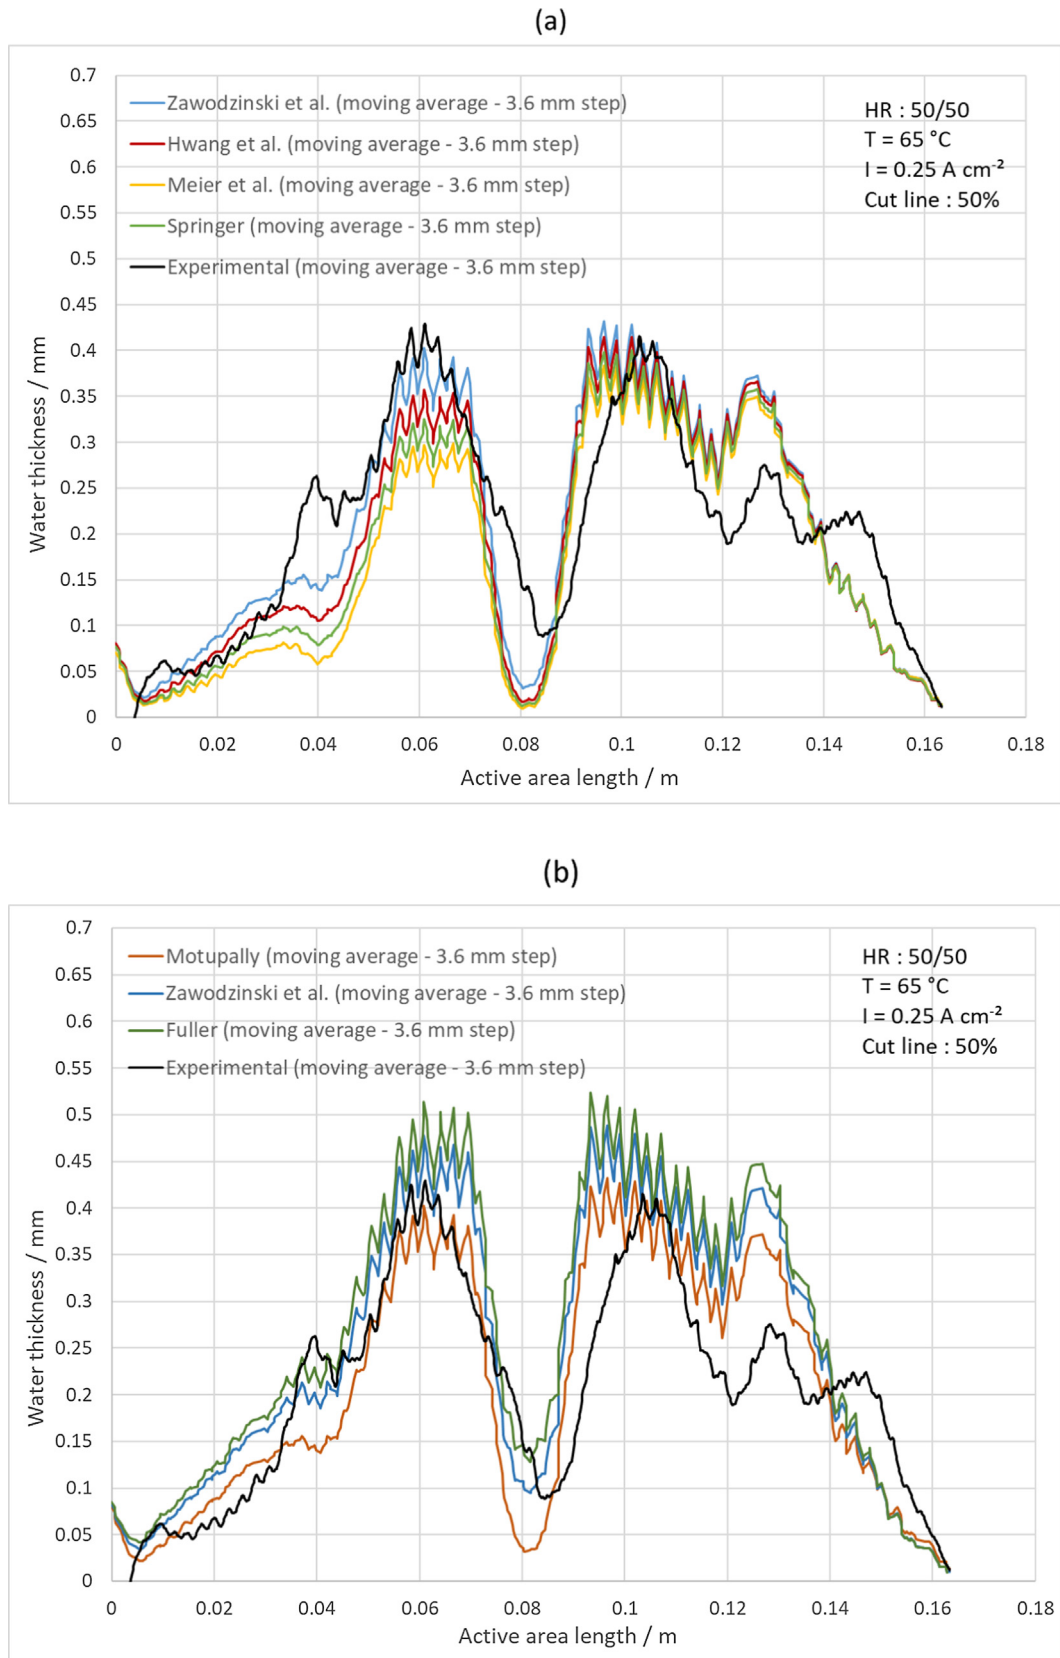 (a)
0.7
0.65
0.6
0.55
0.5
0.45
0.4
0.35
0.3
0.25
0.2
0.15
0.1
0.05
0
Water thickness / mm
Zawodzinski et al. (moving average - 3.6 mm step)
Hwang et al. (moving average - 3.6 mm step)
Meier et al. (moving average - 3.6 mm step)
Springer (moving average - 3.6 mm step)
Experimental (moving average - 3.6 mm step)
HR : 50/50
T = 65 °C
I = 0.25 A cm⁻²
Cut line : 50%
0 0.02 0.04 0.06 0.08 0.1 0.12 0.14 0.16 0.18
Active area length / m
(b)
0.7
0.65
0.6
0.55
0.5
0.45
0.4
0.35
0.3
0.25
0.2
0.15
0.1
0.05
0
Water thickness / mm
Motupally (moving average - 3.6 mm step)
Zawodzinski et al. (moving average - 3.6 mm step)
Fuller (moving average - 3.6 mm step)
Experimental (moving average - 3.6 mm step)
HR : 50/50
T = 65 °C
I = 0.25 A cm⁻²
Cut line : 50%
0 0.02 0.04 0.06 0.08 0.1 0.12 0.14 0.16 0.18
Active area length / m